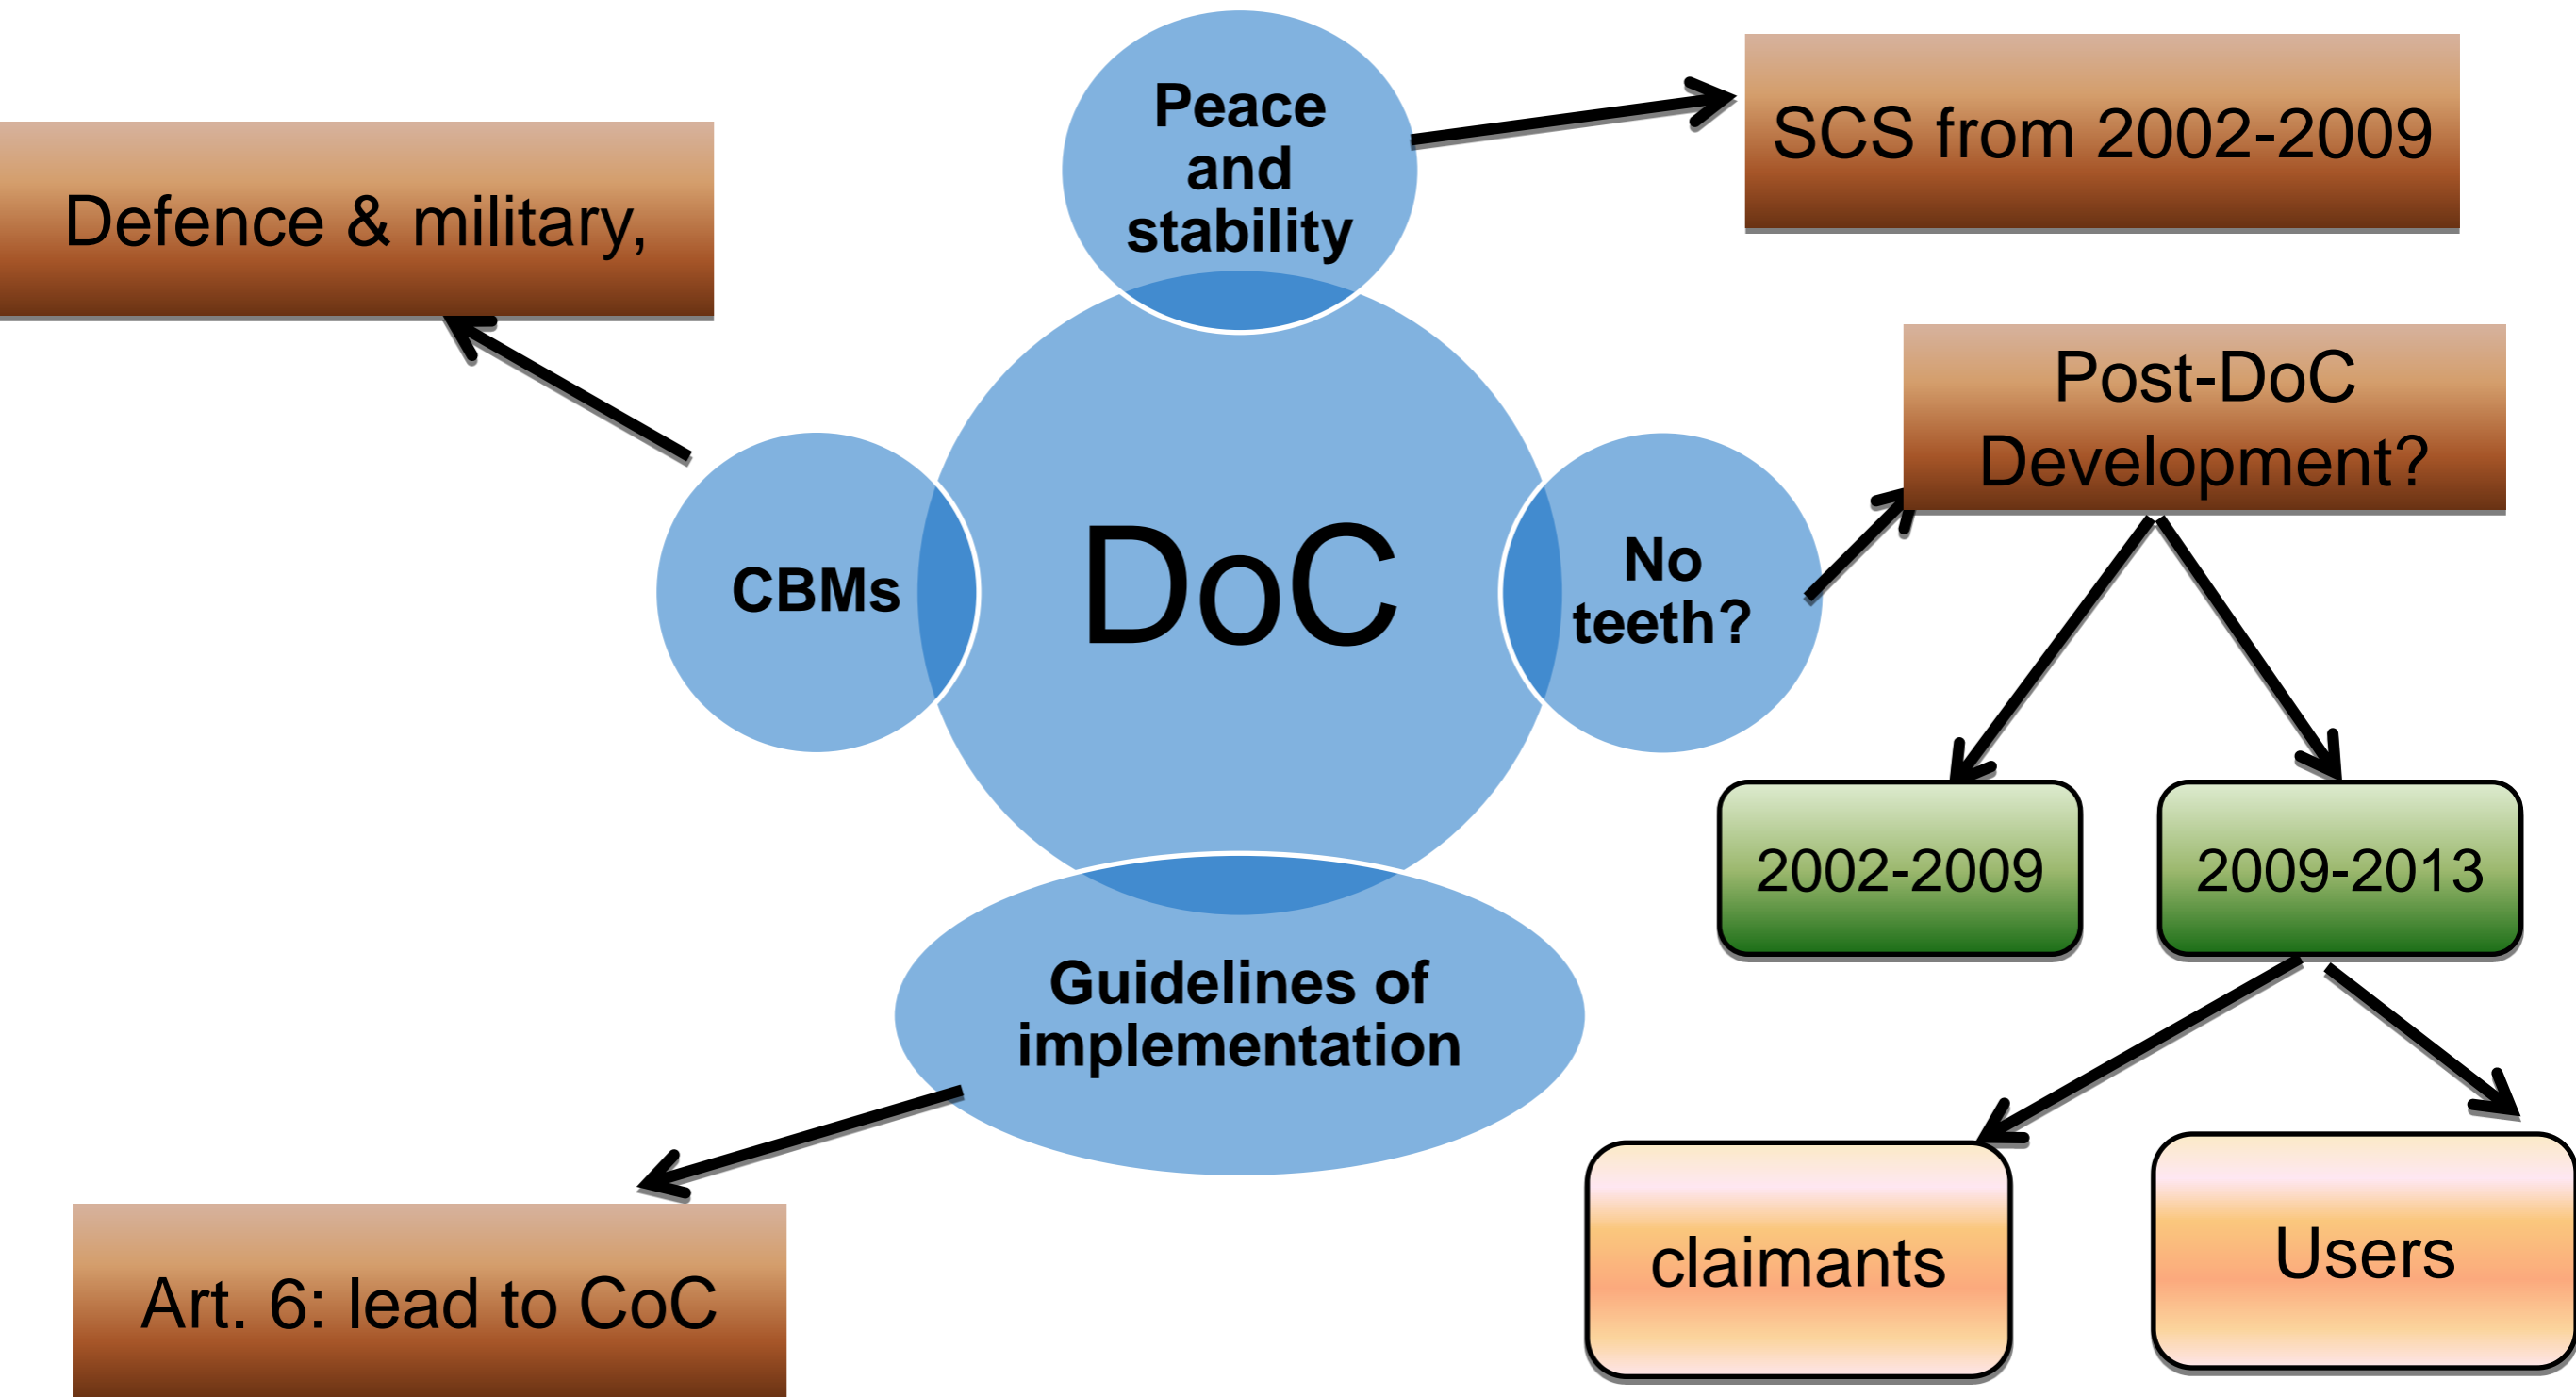 Peace
and
stability
SCS from 2002-2009
Defence & military,
Post-DoC
Development?
CBMs
DoC
No
teeth?
2002-2009
2009-2013
Guidelines of
implementation
Art. 6: lead to CoC
claimants
Users